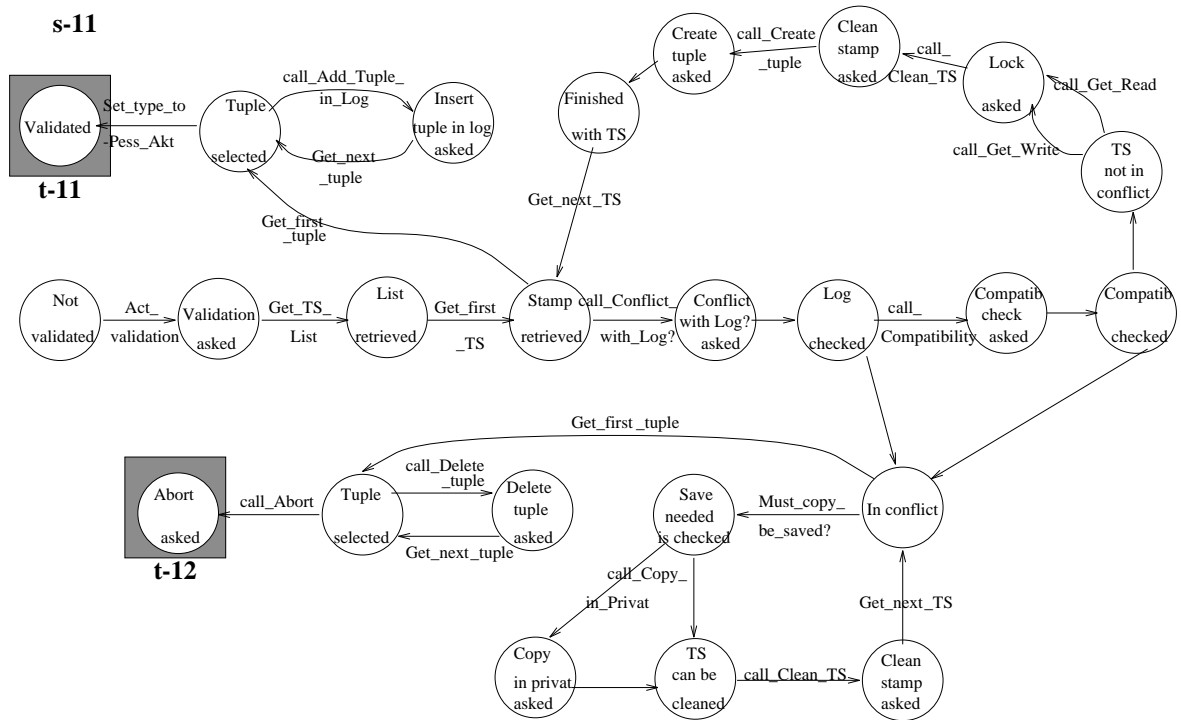 s-11
Validated
t-11
Set_type_to
-Pess_Akt
Tuple
selected
call_Add_Tuple_
in_Log
Get_next
_tuple
Insert
tuple in log
asked
Get_first
_tuple
Finished
with TS
Get_next_TS
Create
tuple
asked
call_Create
_tuple
Clean
stamp
asked
call_
Clean_TS
Lock
asked
call_Get_Read
call_Get_Write
TS
not in
conflict
Not
validated
Act_
validation
Validation
asked
Get_TS_
List
List
retrieved
Get_first
_TS
Stamp
retrieved
call_Conflict_
with_Log?
Conflict
with Log?
asked
Log
checked
call_
Compatibility
Compatib
check
asked
Compatib
checked
Get_first _tuple
Abort
asked
t-12
call_Abort
Tuple
selected
call_Delete
_tuple
Get_next_tuple
Delete
tuple
asked
Save
needed
is checked
Must_copy_
be_saved?
In conflict
call_Copy_
in_Privat
Get_next_TS
Copy
in privat
asked
TS
can be
cleaned
call_Clean_TS
Clean
stamp
asked